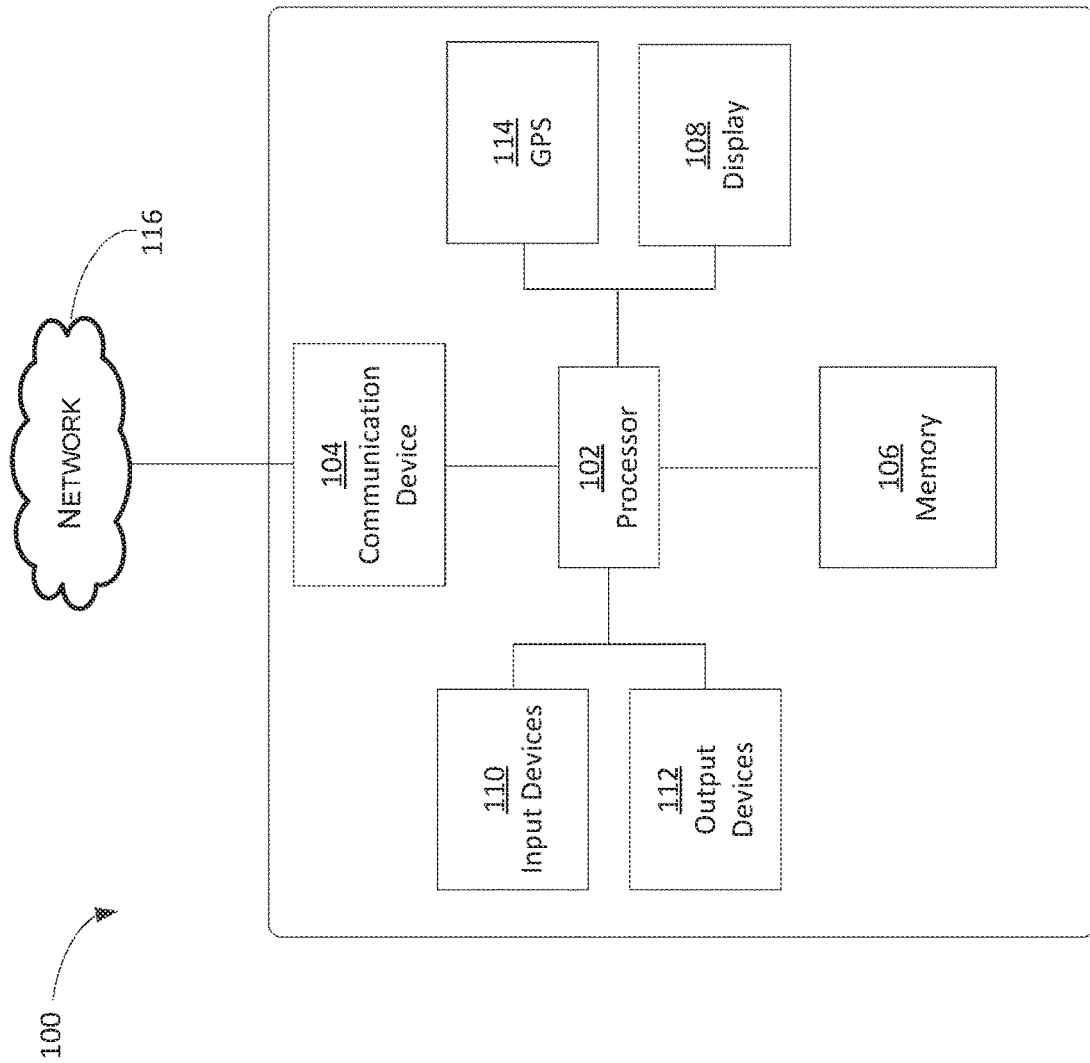 100
NETWORK
116
104
Communication
Device
110
Input Devices
112
Output
Devices
102
Processor
114
GPS
108
Display
106
Memory